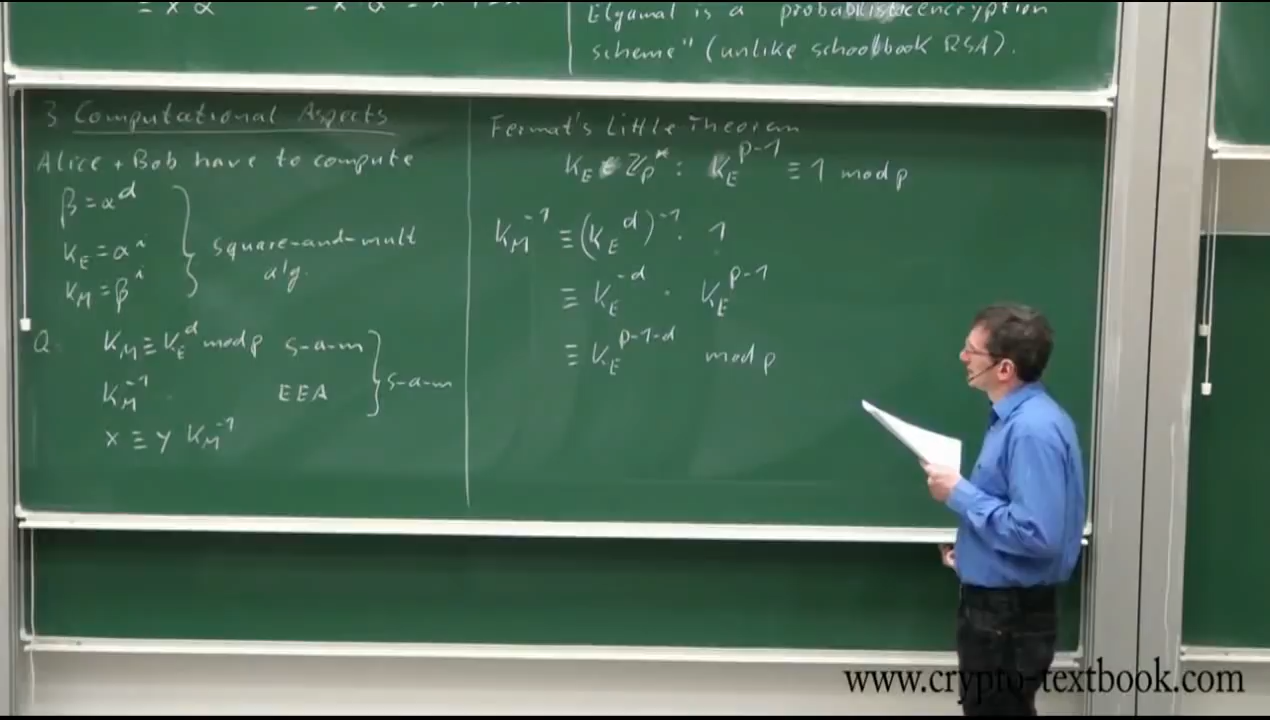 ≡ x α
Elgamal is a probabilistic encryption
scheme" (unlike schoolbook RSA).
3 Computational Aspects
Alice + Bob have to compute
β = α^d
k_E = α^i
k_M = β^i
square-and-mult
alg.
Q:
k_M ≡ k_E^d mod p s-a-m
k_M^-1 EEA
s-a-m
x ≡ y k_M^-1
Fermat's Little Theorem
k_E ∈ Z_p^* : k_E^p-1 ≡ 1 mod p
k_M^-1 ≡ (k_E^d)^-1 · 1
≡ k_E^-d · k_E^p-1
≡ k_E^p-1-d mod p
www.crypto-textbook.com